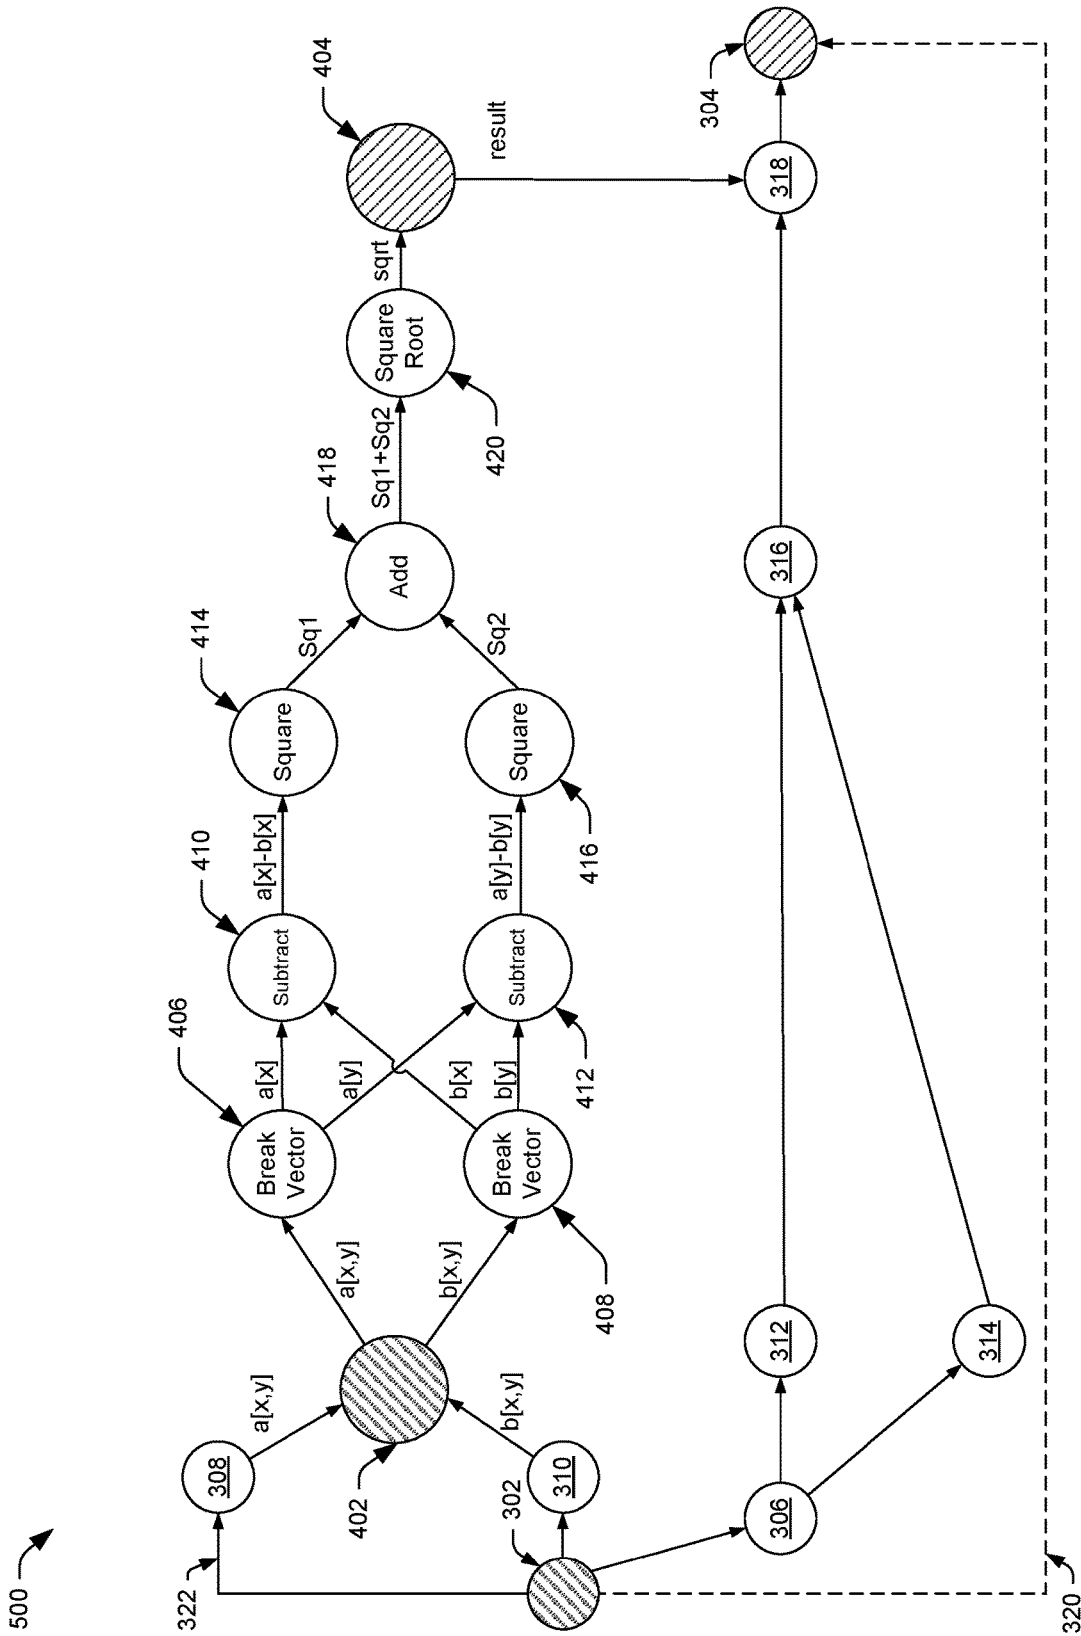 500
322
308
a[x,y]
402
302
310
b[x,y]
a[x,y]
b[x,y]
406
Break
Vector
408
Break
Vector
a[x]
a[y]
b[x]
b[y]
410
Subtract
412
Subtract
a[x]-b[x]
a[y]-b[y]
414
Square
416
Square
Sq1
Sq2
418
Add
Sq1+Sq2
420
Square
Root
sqrt
404
result
306
312
314
316
318
304
320